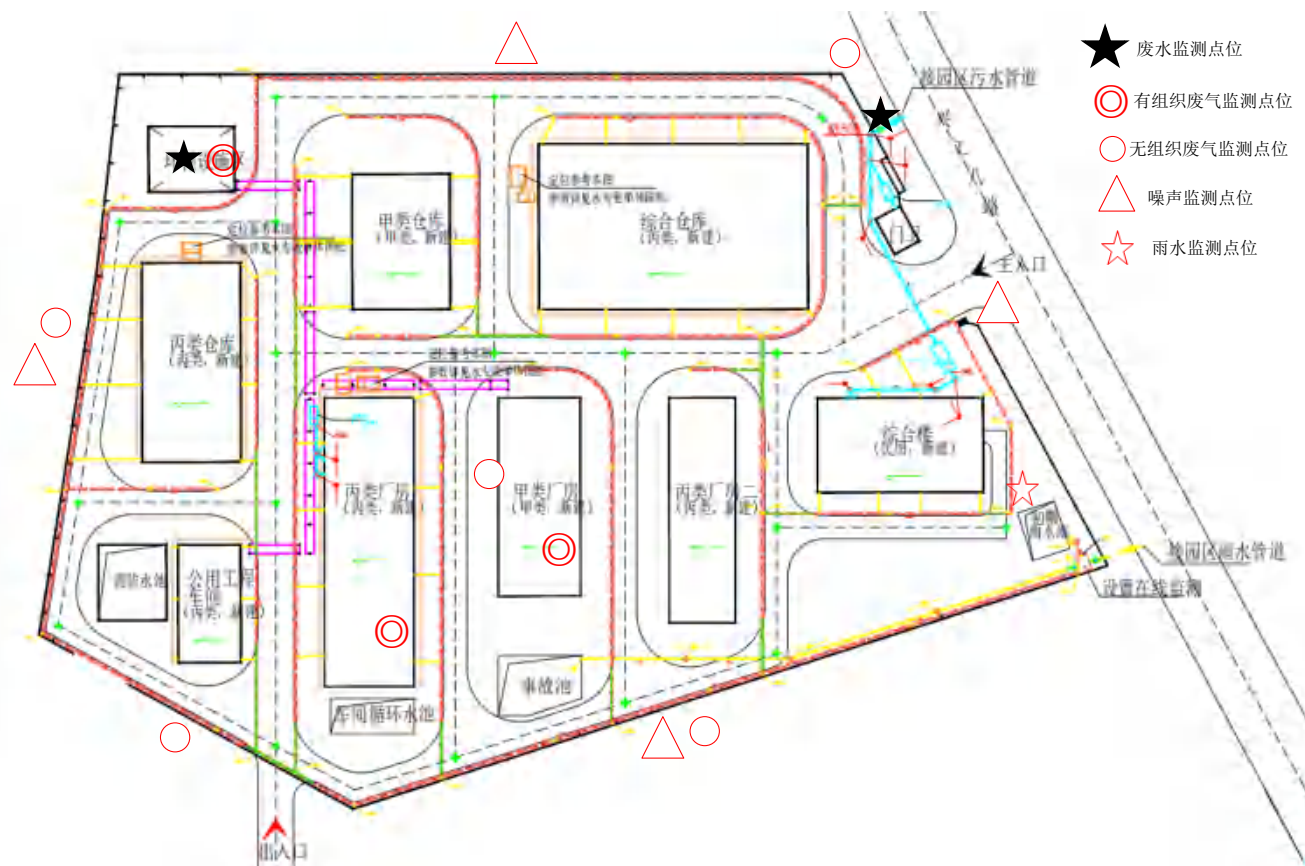 废水监测点位
有组织废气监测点位
无组织废气监测点位
噪声监测点位
雨水监测点位
接园区污水管道
门卫
主入口
甲类仓库
(甲类, 新建)
综合仓库
(丙类, 新建)
丙类仓库
(丙类, 新建)
综合楼
丙类厂房
(丙类, 新建)
甲类厂房
(甲类, 新建)
丙类厂房二
(丙类, 新建)
初期
雨水池
接园区雨水管道
设置在线监测
消防水池
公用工程
车间
(丙类, 新建)
车间循环水池
事故池
出入口